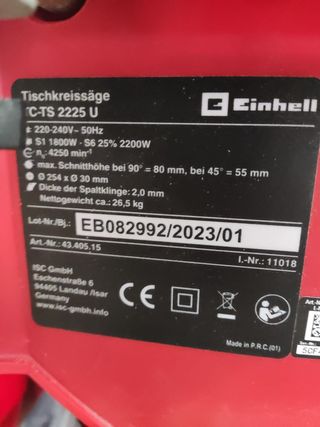 Tischkreissäge
TC-TS 2225 U
Einhell
220-240V~ 50Hz
S1 1800W · S6 25% 2200W
n₀: 4250 min⁻¹
max. Schnitthöhe bei 90° = 80 mm, bei 45° = 55 mm
Ø 254 x Ø 30 mm
Dicke der Spaltklinge: 2,0 mm
Nettogewicht ca.: 26,5 kg
Lot-Nr./Bj.: EB082992/2023/01
Art.-Nr.: 43.405.15
I.-Nr.: 11018
ISC GmbH
Eschenstraße 6
94405 Landau /Isar
Germany
www.isc-gmbh.info
CE
EAC
Made in P.R.C.(01)